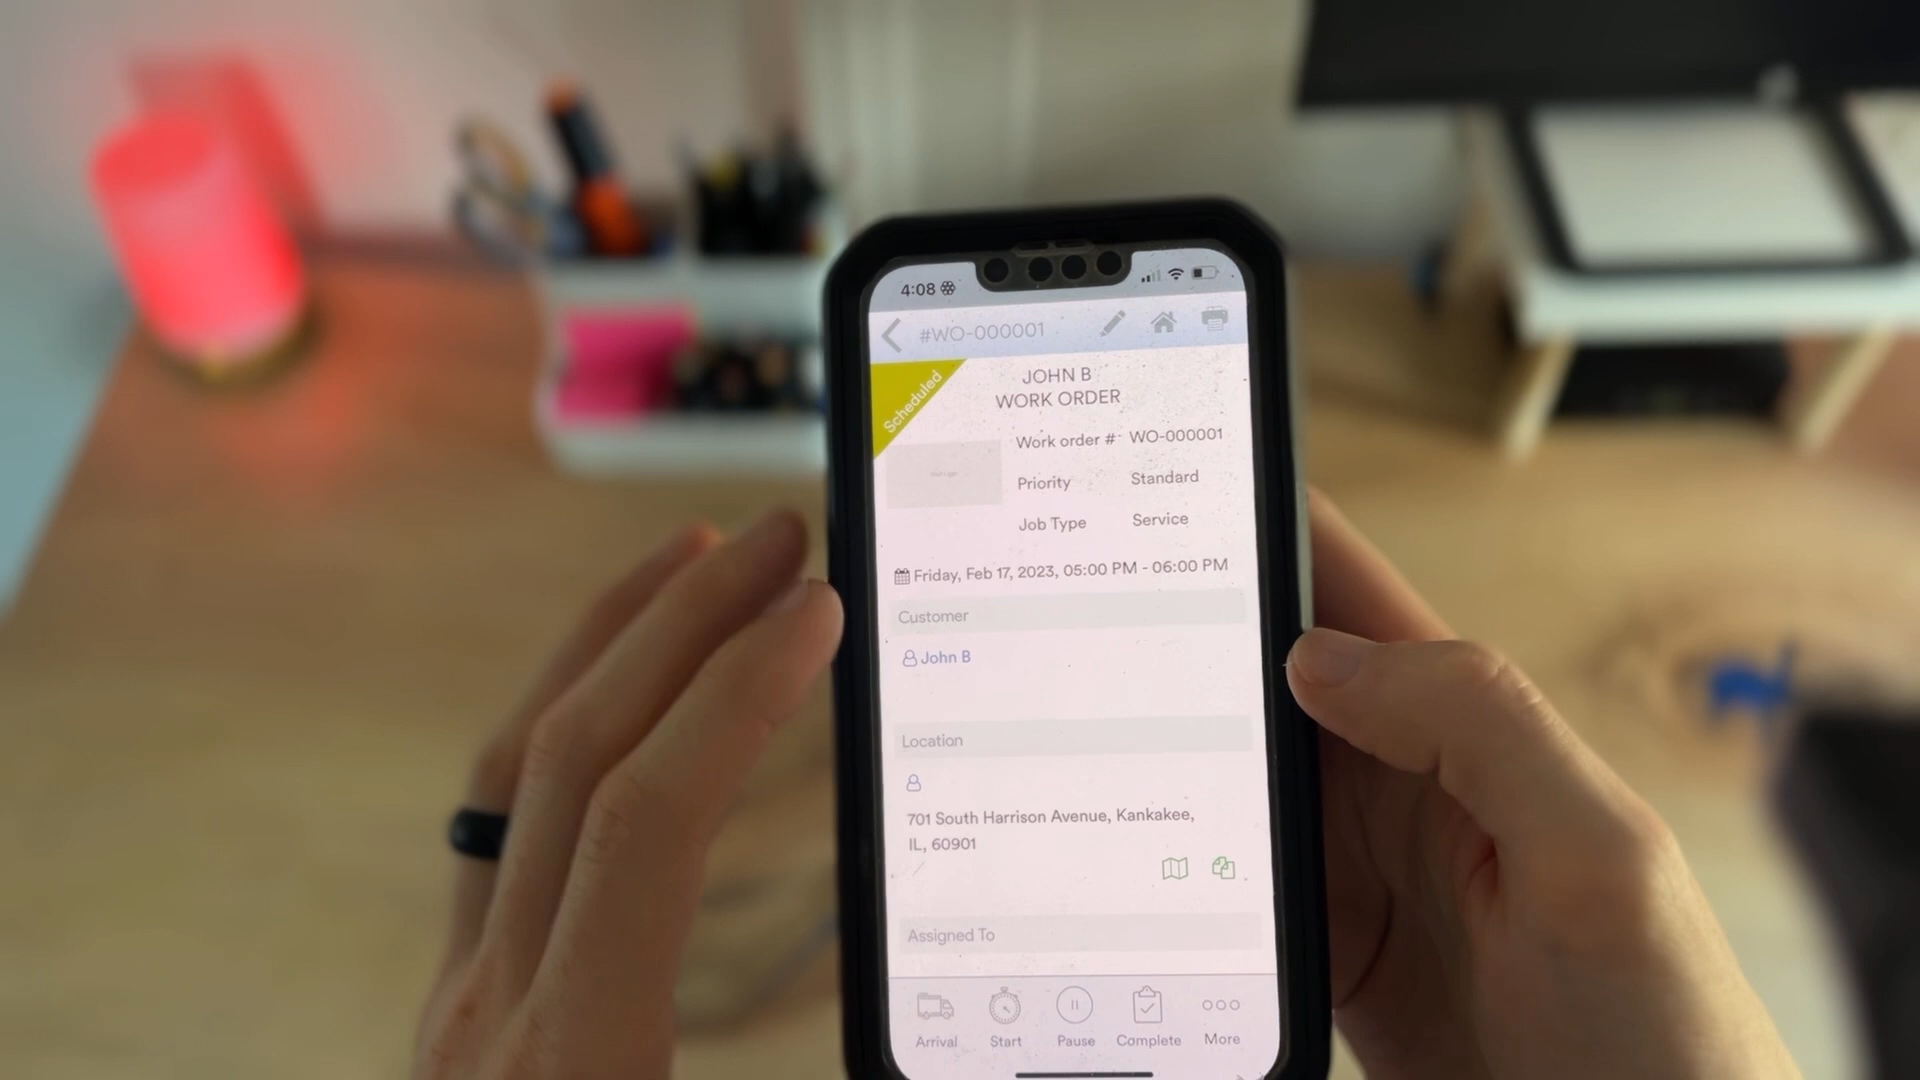 4:08
#WO-000001
Scheduled
JOHN B
WORK ORDER
Work order # WO-000001
Priority Standard
Job Type Service
Friday, Feb 17, 2023, 05:00 PM - 06:00 PM
Customer
John B
Location
701 South Harrison Avenue, Kankakee,
IL, 60901
Assigned To
Arrival Start Pause Complete More